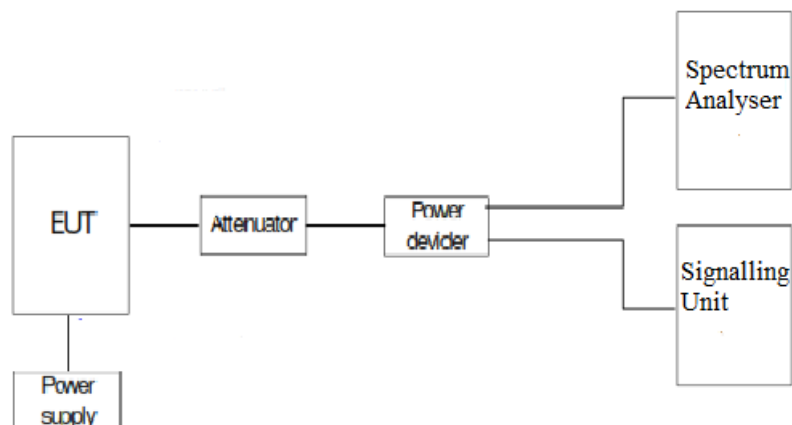 Spectrum
Analyser
EUT
Attenuator
Power
devider
Signalling
Unit
Power
supply